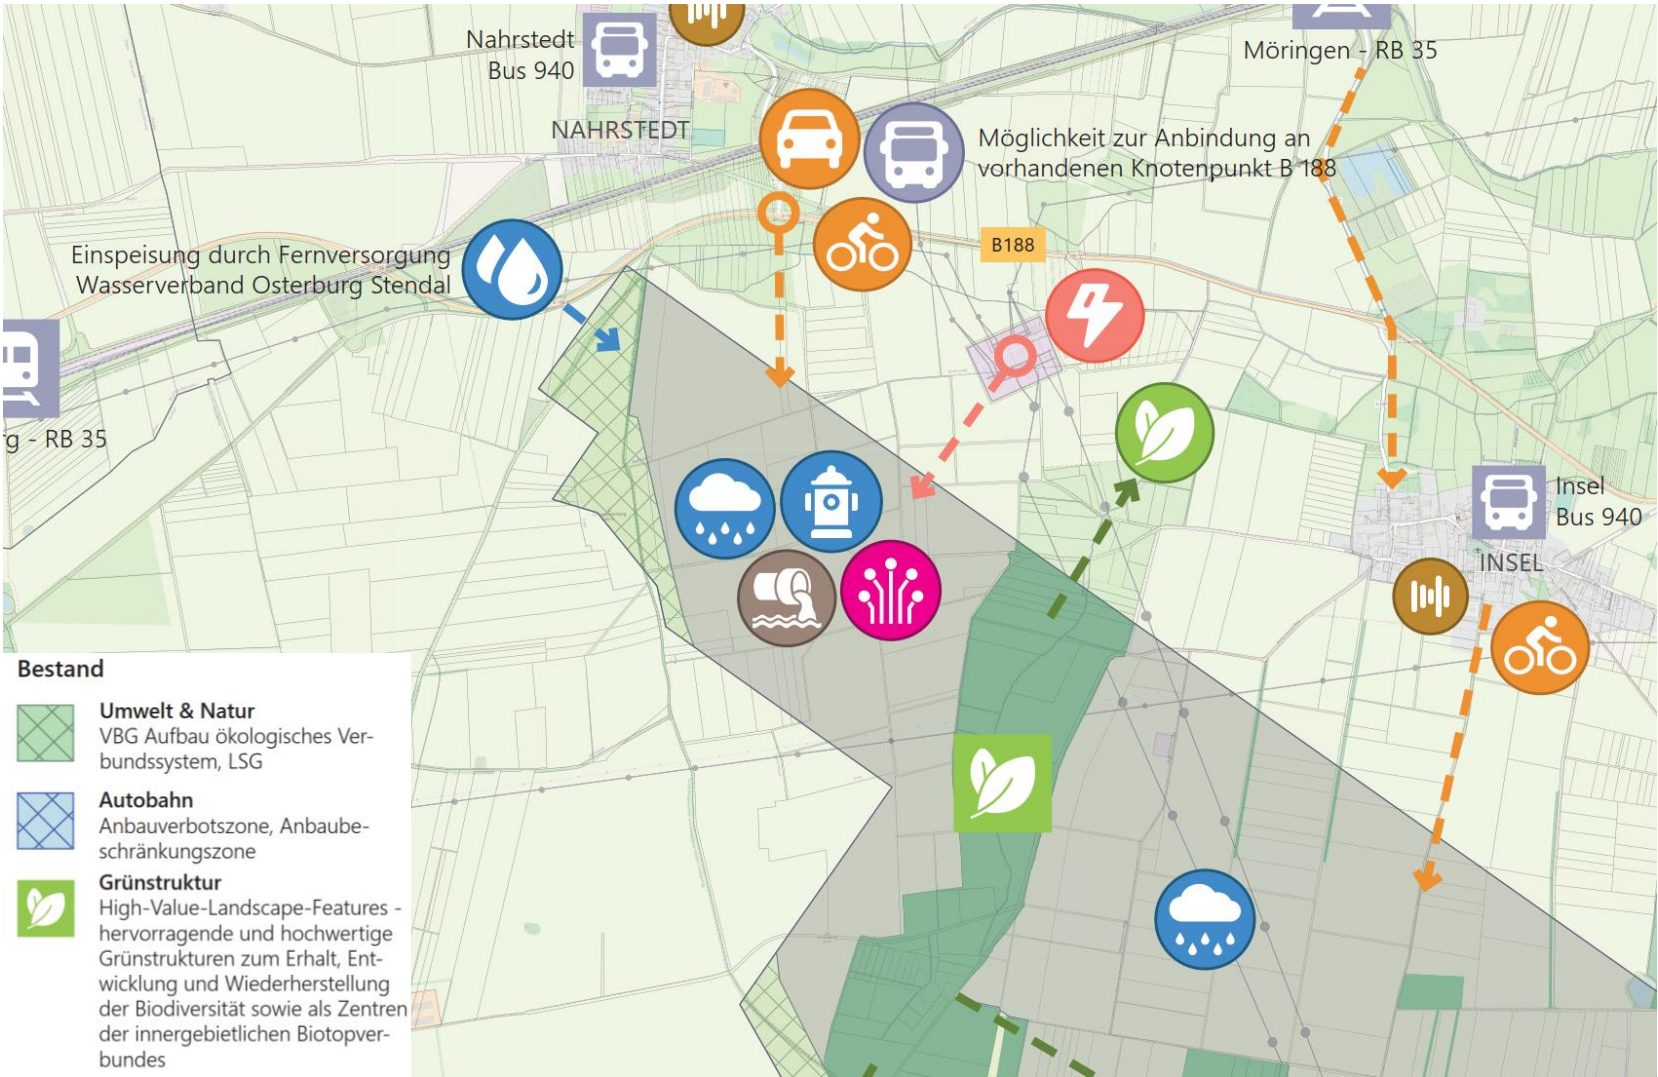 Nahrstedt
Bus 940
Möringen - RB 35
NAHRSTEDT
Möglichkeit zur Anbindung an
vorhandenen Knotenpunkt B 188
B188
Einspeisung durch Fernversorgung
Wasserverband Osterburg Stendal
g - RB 35
Insel
Bus 940
INSEL
Bestand
Umwelt & Natur
VBG Aufbau ökologisches Ver-
bundssystem, LSG
Autobahn
Anbauverbotszone, Anbaube-
schränkungszone
Grünstruktur
High-Value-Landscape-Features -
hervorragende und hochwertige
Grünstrukturen zum Erhalt, Ent-
wicklung und Wiederherstellung
der Biodiversität sowie als Zentren
der innergebietlichen Biotopver-
bundes